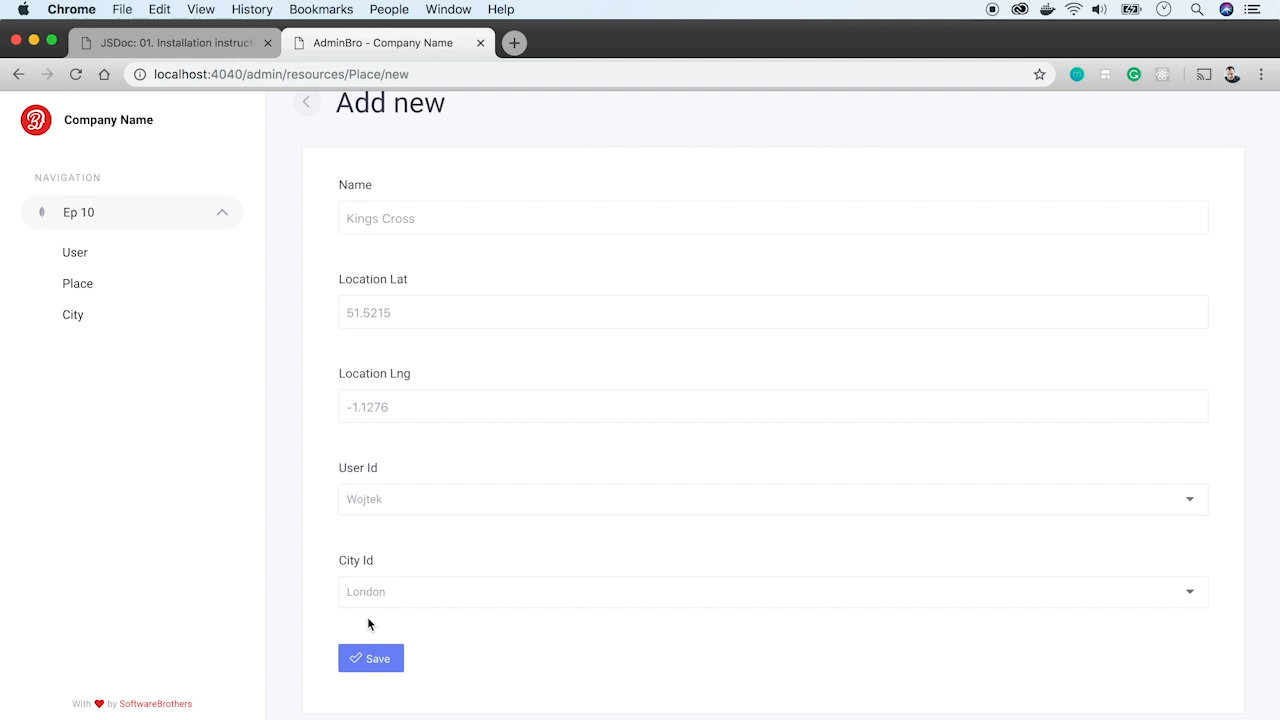 Chrome File Edit View History Bookmarks People Window Help
JSDoc: 01. Installation instruct
AdminBro - Company Name
localhost:4040/admin/resources/Place/new
Add new
Company Name
NAVIGATION
Ep 10
User
Place
City
Name
Kings Cross
Location Lat
51.5215
Location Lng
-1.1276
User Id
Wojtek
City Id
London
Save
With ❤ by SoftwareBrothers